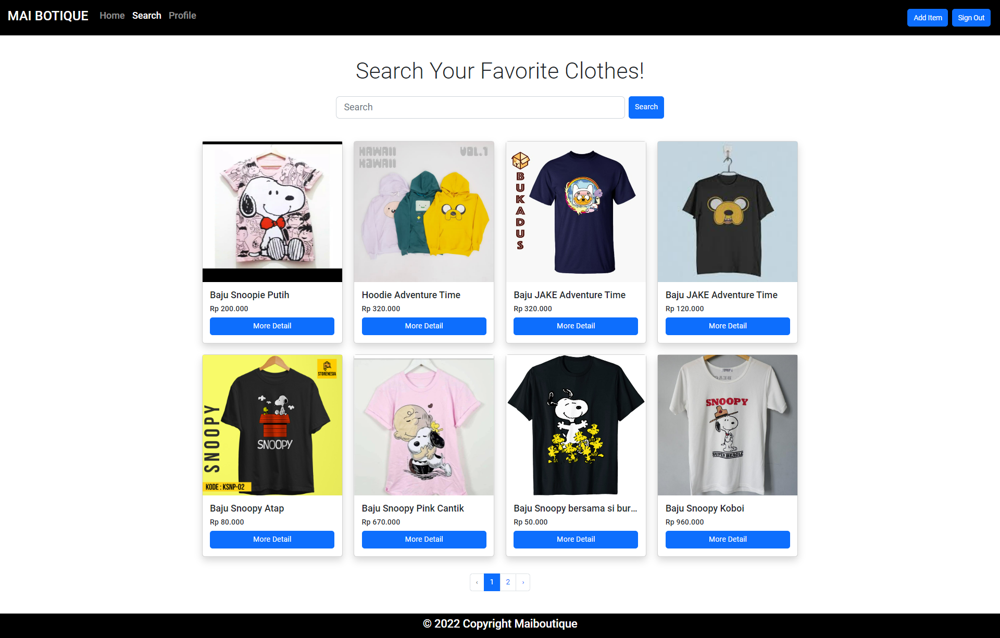 MAI BOTIQUE Home Search Profile Add Item Sign Out
Search Your Favorite Clothes!
Search Search
HAWAII
KAWAII
VOL.1
BUKADUS
Baju Snoopie Putih
Rp 200.000
More Detail
Hoodie Adventure Time
Rp 320.000
More Detail
Baju JAKE Adventure Time
Rp 320.000
More Detail
Baju JAKE Adventure Time
Rp 120.000
More Detail
STORENESIA
SNOOPY
SNOOPY
KODE : KSNP-02
SNOOPY
SUPER BEAGLE
Baju Snoopy Atap
Rp 80.000
More Detail
Baju Snoopy Pink Cantik
Rp 670.000
More Detail
Baju Snoopy bersama si bur...
Rp 50.000
More Detail
Baju Snoopy Koboi
Rp 960.000
More Detail
‹ 1 2 ›
© 2022 Copyright Maiboutique